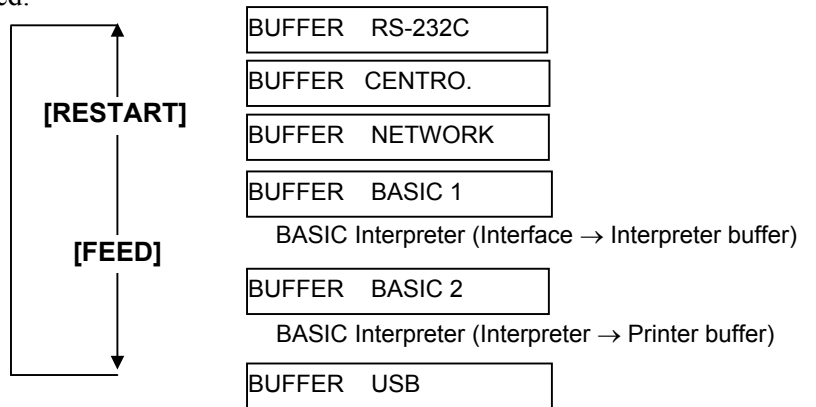 ed.
BUFFER RS-232C
BUFFER CENTRO.
[RESTART]
BUFFER NETWORK
BUFFER BASIC 1
BASIC Interpreter (Interface → Interpreter buffer)
[FEED]
BUFFER BASIC 2
BASIC Interpreter (Interpreter → Printer buffer)
BUFFER USB